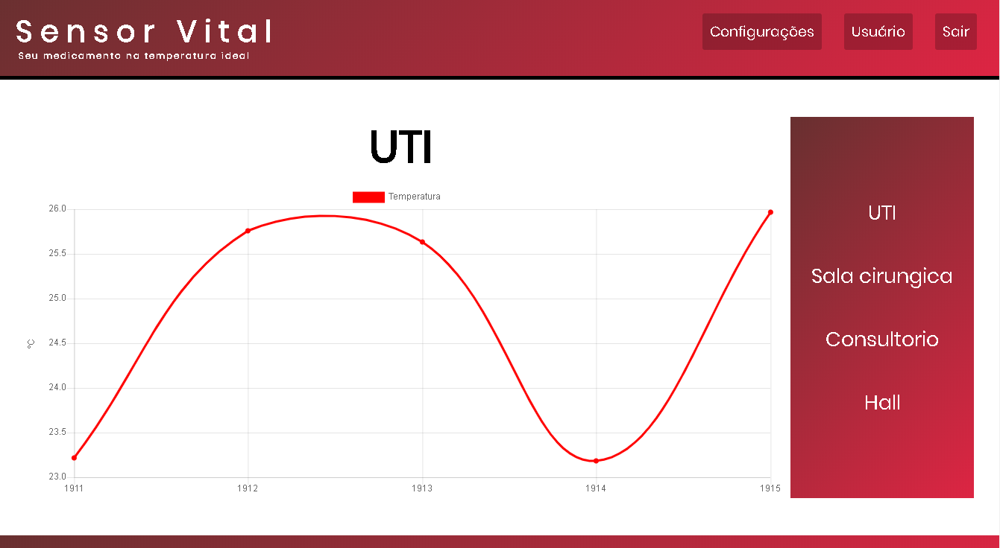 Sensor Vital
Seu medicamento na temperatura ideal
Configurações
Usuário
Sair
UTI
Temperatura
26.0
25.5
25.0
24.5
24.0
23.5
23.0
°C
1911
1912
1913
1914
1915
UTI
Sala cirungica
Consultorio
Hall